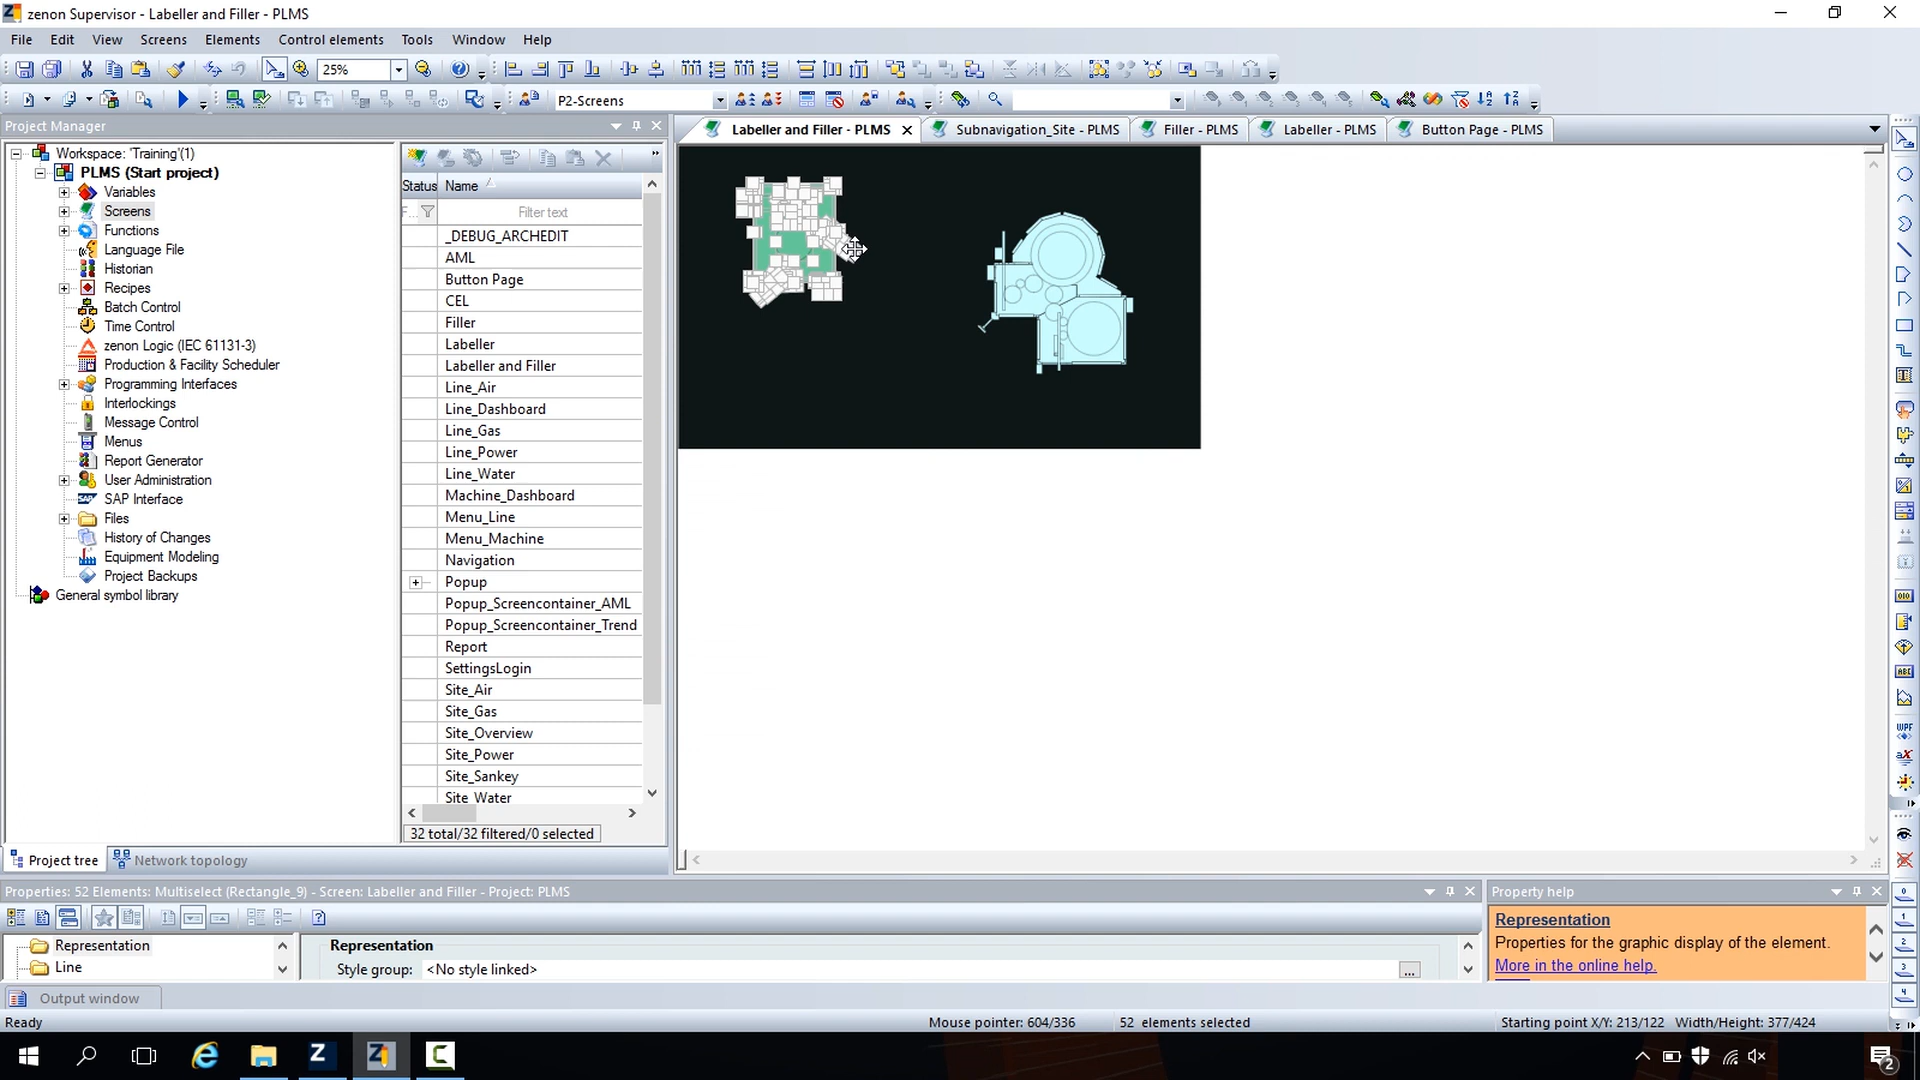 zenon Supervisor - Labeller and Filler - PLMS
File Edit View Screens Elements Control elements Tools Window Help
25%
P2-Screens
Project Manager
Labeller and Filler - PLMS Subnavigation_Site - PLMS Filler - PLMS Labeller - PLMS Button Page - PLMS
Workspace: 'Training'(1)
PLMS (Start project)
Variables
Screens
Functions
Language File
Historian
Recipes
Batch Control
Time Control
zenon Logic (IEC 61131-3)
Production & Facility Scheduler
Programming Interfaces
Interlockings
Message Control
Menus
Report Generator
User Administration
SAP Interface
Files
History of Changes
Equipment Modeling
Project Backups
General symbol library
Status Name
F... Filter text
_DEBUG_ARCHEDIT
AML
Button Page
CEL
Filler
Labeller
Labeller and Filler
Line_Air
Line_Dashboard
Line_Gas
Line_Power
Line_Water
Machine_Dashboard
Menu_Line
Menu_Machine
Navigation
Popup
Popup_Screencontainer_AML
Popup_Screencontainer_Trend
Report
SettingsLogin
Site_Air
Site_Gas
Site_Overview
Site_Power
Site_Sankey
Site_Water
32 total/32 filtered/0 selected
Project tree Network topology
Properties: 52 Elements: Multiselect (Rectangle_9) - Screen: Labeller and Filler - Project: PLMS
Representation
Line
Representation
Style group: <No style linked>
...
Property help
Representation
Properties for the graphic display of the element.
More in the online help.
Output window
Ready
Mouse pointer: 604/336
52 elements selected
Starting point X/Y: 213/122 Width/Height: 377/424
2